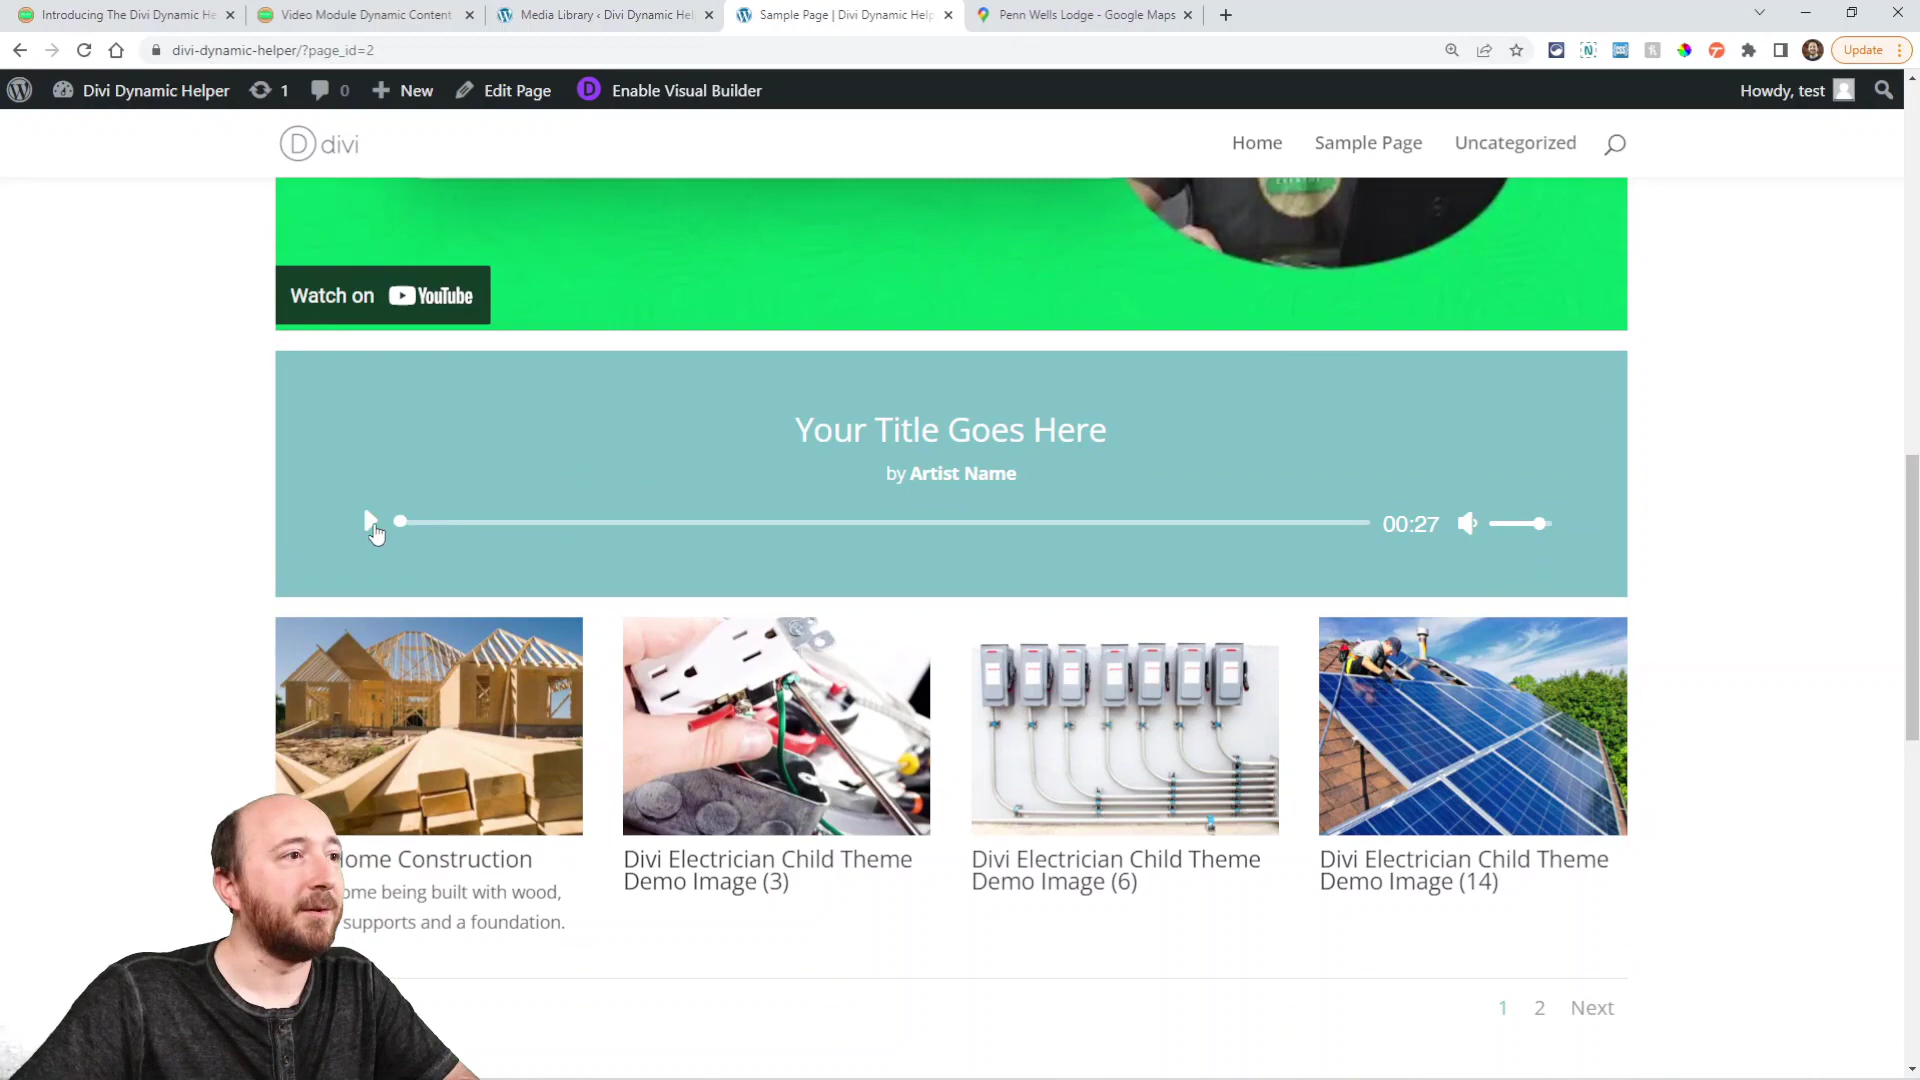 Introducing The Divi Dynamic He
Video Module Dynamic Content
Media Library ‹ Divi Dynamic Hel
Sample Page | Divi Dynamic Help
Penn Wells Lodge - Google Maps
divi-dynamic-helper/?page_id=2
Update
Divi Dynamic Helper
1
0
New
Edit Page
D
Enable Visual Builder
Howdy, test
D divi
Home
Sample Page
Uncategorized
Watch on YouTube
Your Title Goes Here
by Artist Name
00:27
ome Construction
ome being built with wood,
supports and a foundation.
Divi Electrician Child Theme
Demo Image (3)
Divi Electrician Child Theme
Demo Image (6)
Divi Electrician Child Theme
Demo Image (14)
1 2 Next